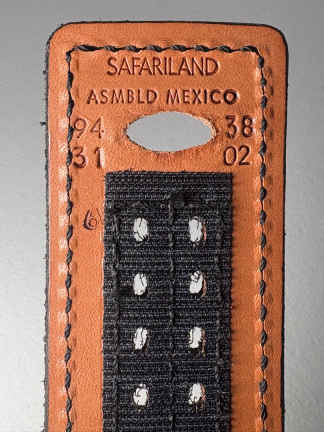 SAFARILAND
ASMBLD MEXICO
94 38
31 02
6